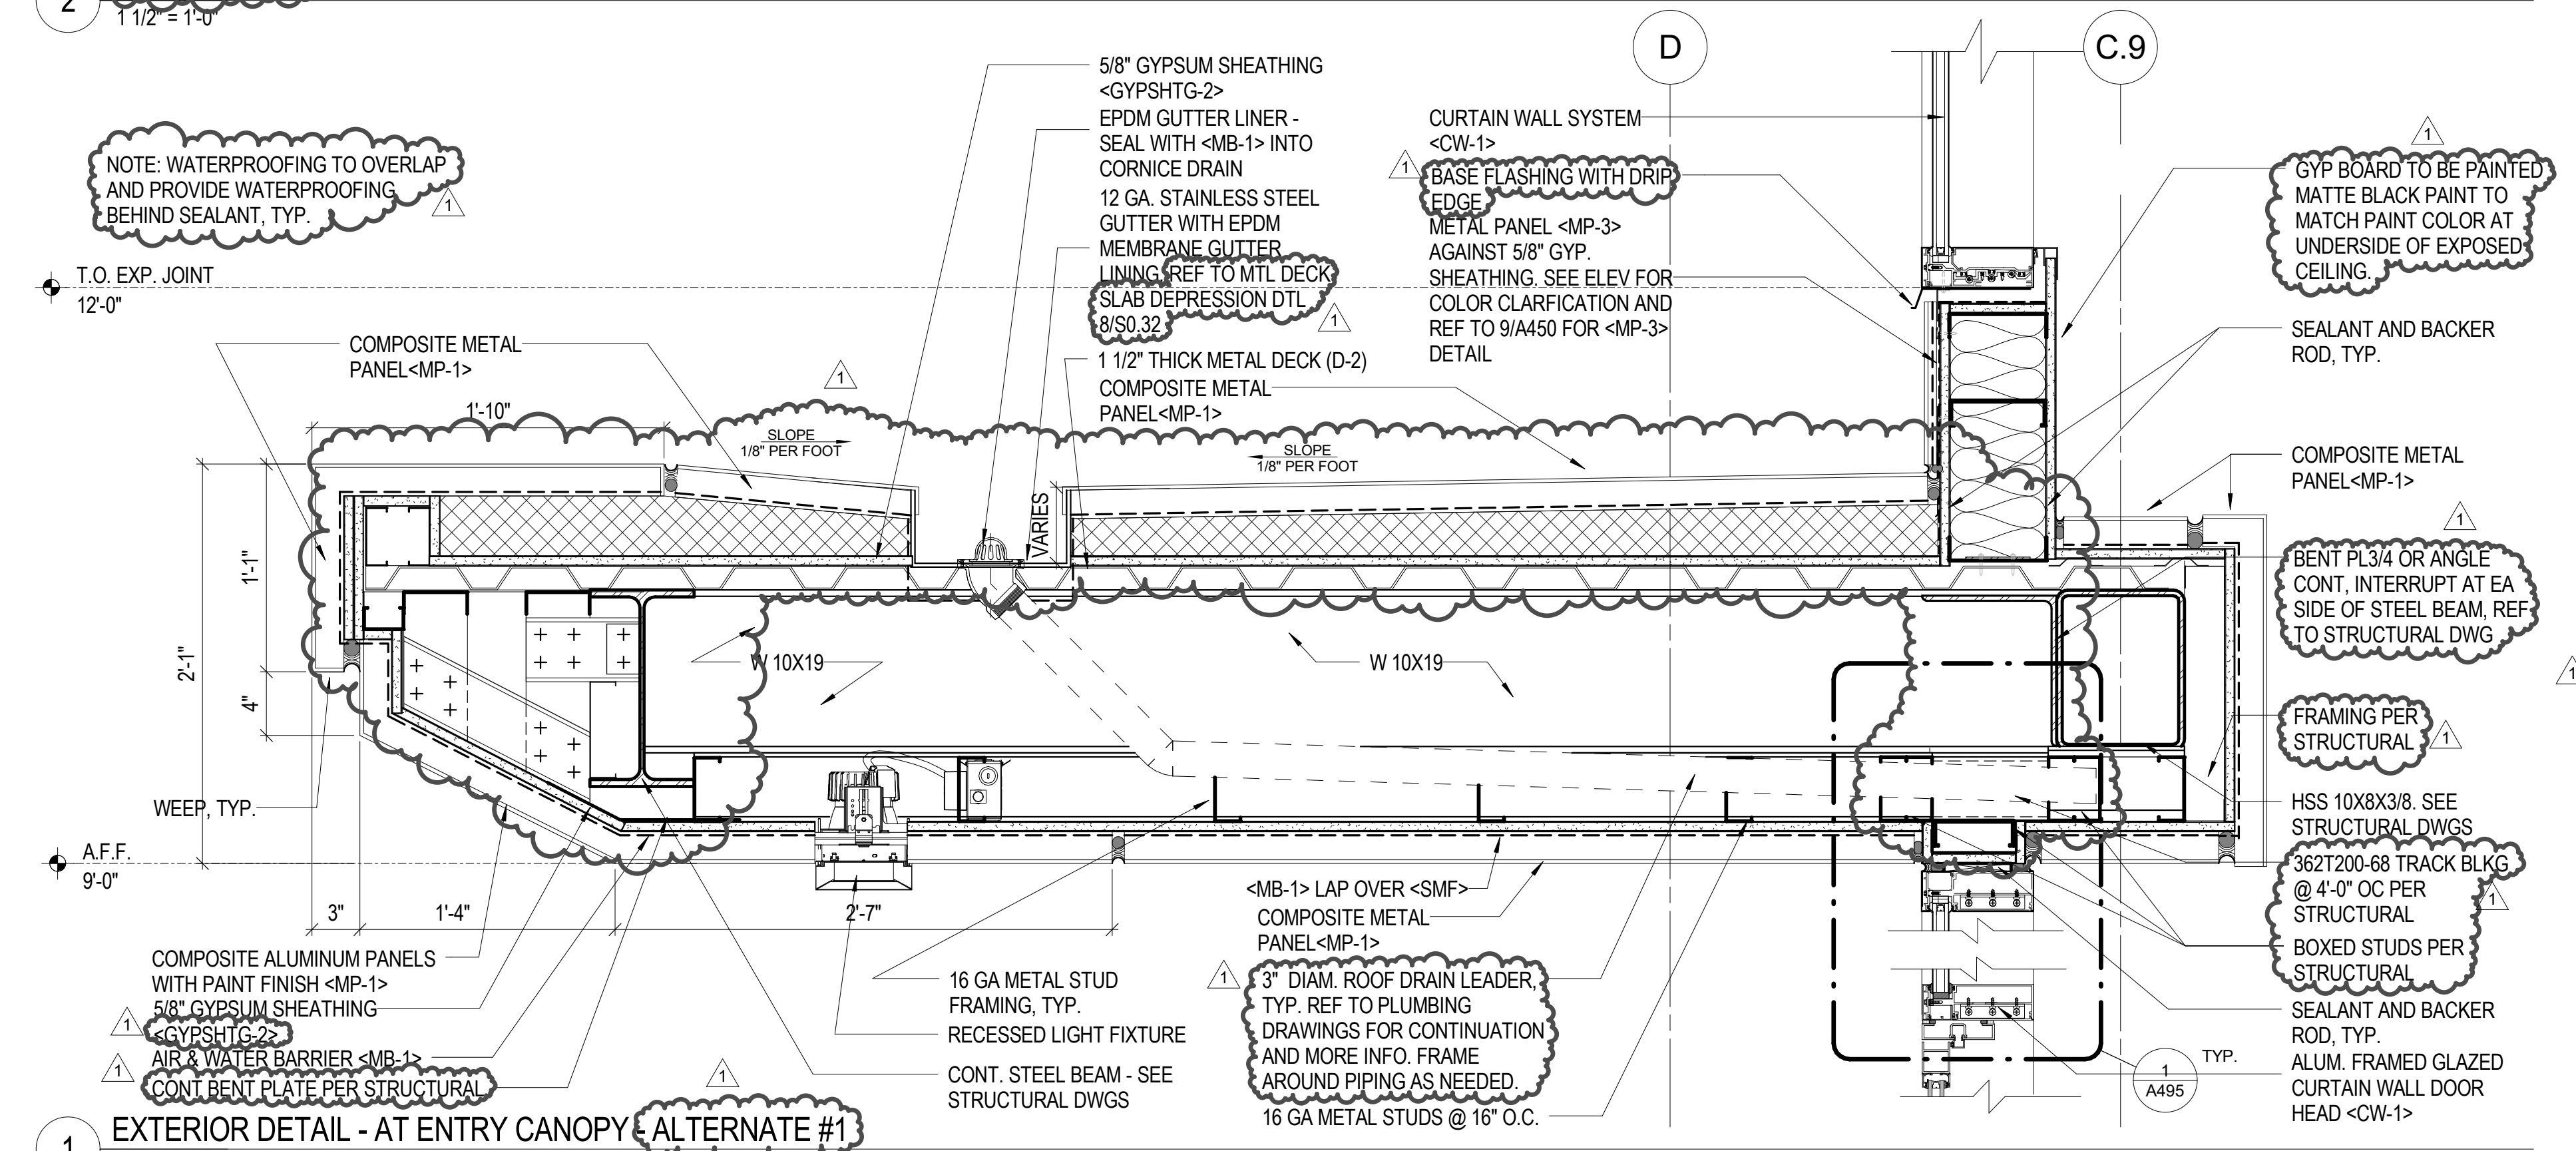 2
1 1/2" = 1'-0"
D
C.9
NOTE: WATERPROOFING TO OVERLAP
AND PROVIDE WATERPROOFING
BEHIND SEALANT, TYP.
1
T.O. EXP. JOINT
12'-0"
COMPOSITE METAL
PANEL<MP-1>
5/8" GYPSUM SHEATHING
<GYPSHTG-2>
EPDM GUTTER LINER -
SEAL WITH <MB-1> INTO
CORNICE DRAIN
12 GA. STAINLESS STEEL
GUTTER WITH EPDM
MEMBRANE GUTTER
LINING, REF TO MTL DECK
SLAB DEPRESSION DTL
8/S0.32
1
1 1/2" THICK METAL DECK (D-2)
COMPOSITE METAL
PANEL<MP-1>
CURTAIN WALL SYSTEM
<CW-1>
1
BASE FLASHING WITH DRIP
EDGE
METAL PANEL <MP-3>
AGAINST 5/8" GYP.
SHEATHING. SEE ELEV FOR
COLOR CLARFICATION AND
REF TO 9/A450 FOR <MP-3>
DETAIL
1
GYP BOARD TO BE PAINTED
MATTE BLACK PAINT TO
MATCH PAINT COLOR AT
UNDERSIDE OF EXPOSED
CEILING.
SEALANT AND BACKER
ROD, TYP.
COMPOSITE METAL
PANEL<MP-1>
1
BENT PL3/4 OR ANGLE
CONT, INTERRUPT AT EA
SIDE OF STEEL BEAM, REF
TO STRUCTURAL DWG
1
FRAMING PER
STRUCTURAL
1
HSS 10X8X3/8. SEE
STRUCTURAL DWGS
362T200-68 TRACK BLKG
@ 4'-0" OC PER
STRUCTURAL
1
BOXED STUDS PER
STRUCTURAL
SEALANT AND BACKER
ROD, TYP.
ALUM. FRAMED GLAZED
CURTAIN WALL DOOR
HEAD <CW-1>
1
A495
TYP.
1
1'-10"
SLOPE
1/8" PER FOOT
SLOPE
1/8" PER FOOT
VARIES
1'-1"
2'-1"
4"
W 10X19
W 10X19
WEEP, TYP.
A.F.F.
9'-0"
3"
1'-4"
2'-7"
COMPOSITE ALUMINUM PANELS
WITH PAINT FINISH <MP-1>
5/8" GYPSUM SHEATHING
1
<GYPSHTG-2>
AIR & WATER BARRIER <MB-1>
1
CONT BENT PLATE PER STRUCTURAL
16 GA METAL STUD
FRAMING, TYP.
RECESSED LIGHT FIXTURE
CONT. STEEL BEAM - SEE
STRUCTURAL DWGS
<MB-1> LAP OVER <SMF>
COMPOSITE METAL
PANEL<MP-1>
1
3" DIAM. ROOF DRAIN LEADER,
TYP. REF TO PLUMBING
DRAWINGS FOR CONTINUATION
AND MORE INFO. FRAME
AROUND PIPING AS NEEDED.
16 GA METAL STUDS @ 16" O.C.
1
1
EXTERIOR DETAIL - AT ENTRY CANOPY - ALTERNATE #1